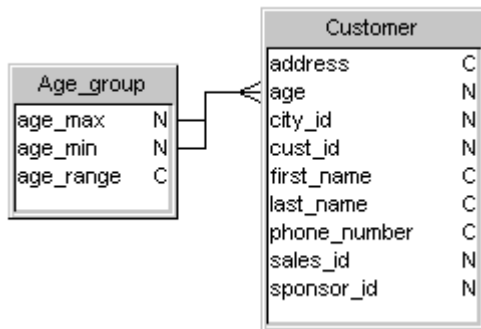 Age_group
age_max N
age_min N
age_range C
Customer
address C
age N
city_id N
cust_id N
first_name C
last_name C
phone_number C
sales_id N
sponsor_id N